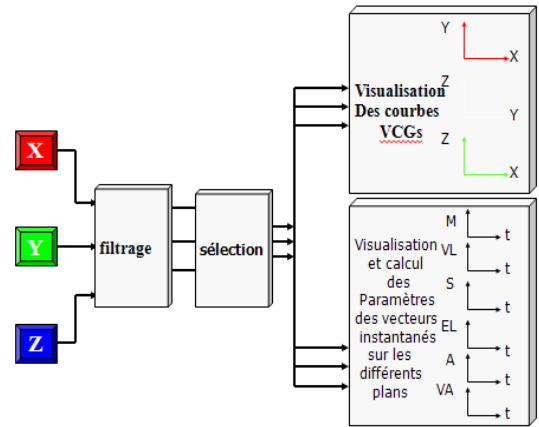 X
Y
Z
filtrage
sélection
Visualisation
Des courbes
VCGs
Y
X
Z
Y
Z
X
Visualisation
et calcul
des
Paramètres
des vecteurs
instantanés
sur les
différents
plans
M
t
VL
t
S
t
EL
t
A
t
VA
t